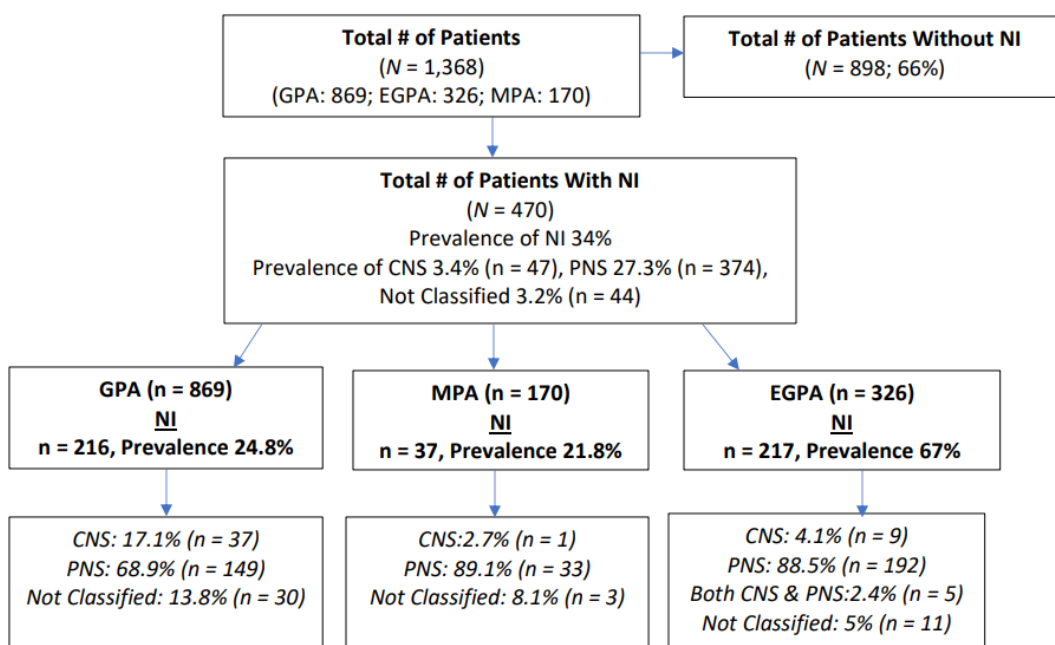 Total # of Patients
(N = 1,368)
(GPA: 869; EGPA: 326; MPA: 170)
Total # of Patients Without NI
(N = 898; 66%)
Total # of Patients With NI
(N = 470)
Prevalence of NI 34%
Prevalence of CNS 3.4% (n = 47), PNS 27.3% (n = 374),
Not Classified 3.2% (n = 44)
GPA (n = 869)
NI
n = 216, Prevalence 24.8%
MPA (n = 170)
NI
n = 37, Prevalence 21.8%
EGPA (n = 326)
NI
n = 217, Prevalence 67%
CNS: 17.1% (n = 37)
PNS: 68.9% (n = 149)
Not Classified: 13.8% (n = 30)
CNS:2.7% (n = 1)
PNS: 89.1% (n = 33)
Not Classified: 8.1% (n = 3)
CNS: 4.1% (n = 9)
PNS: 88.5% (n = 192)
Both CNS & PNS:2.4% (n = 5)
Not Classified: 5% (n = 11)